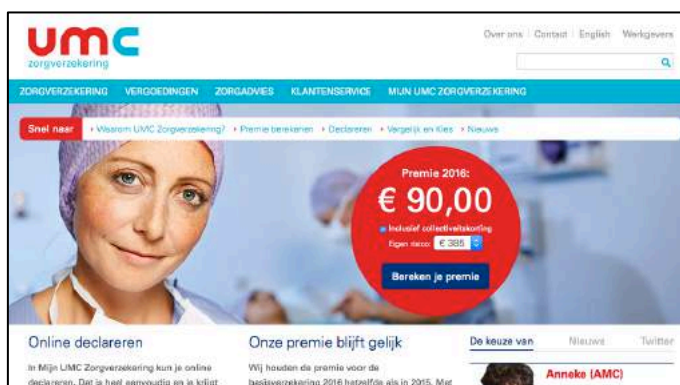 umc
zorgverzekering
Over ons Contact English Werkgevers
ZORGVERZEKERING VERGOEDINGEN ZORGADVIES KLANTENSERVICE MIJN UMC ZORGVERZEKERING
Snel naar Waarom UMC Zorgverzekering? Premie berekenen Declareren Vergelijk en Kies Nieuws
Premie 2016:
€ 90,00
Inclusief collectiviteitskorting
Eigen risico: € 385
Bereken je premie
Online declareren
In Mijn UMC Zorgverzekering kun je online
declareren. Dat is heel eenvoudig en je krijgt
Onze premie blijft gelijk
Wij houden de premie voor de
basisverzekering 2016 hetzelfde als in 2015. Met
De keuze van Nieuws Twitter
Anneke (AMC)